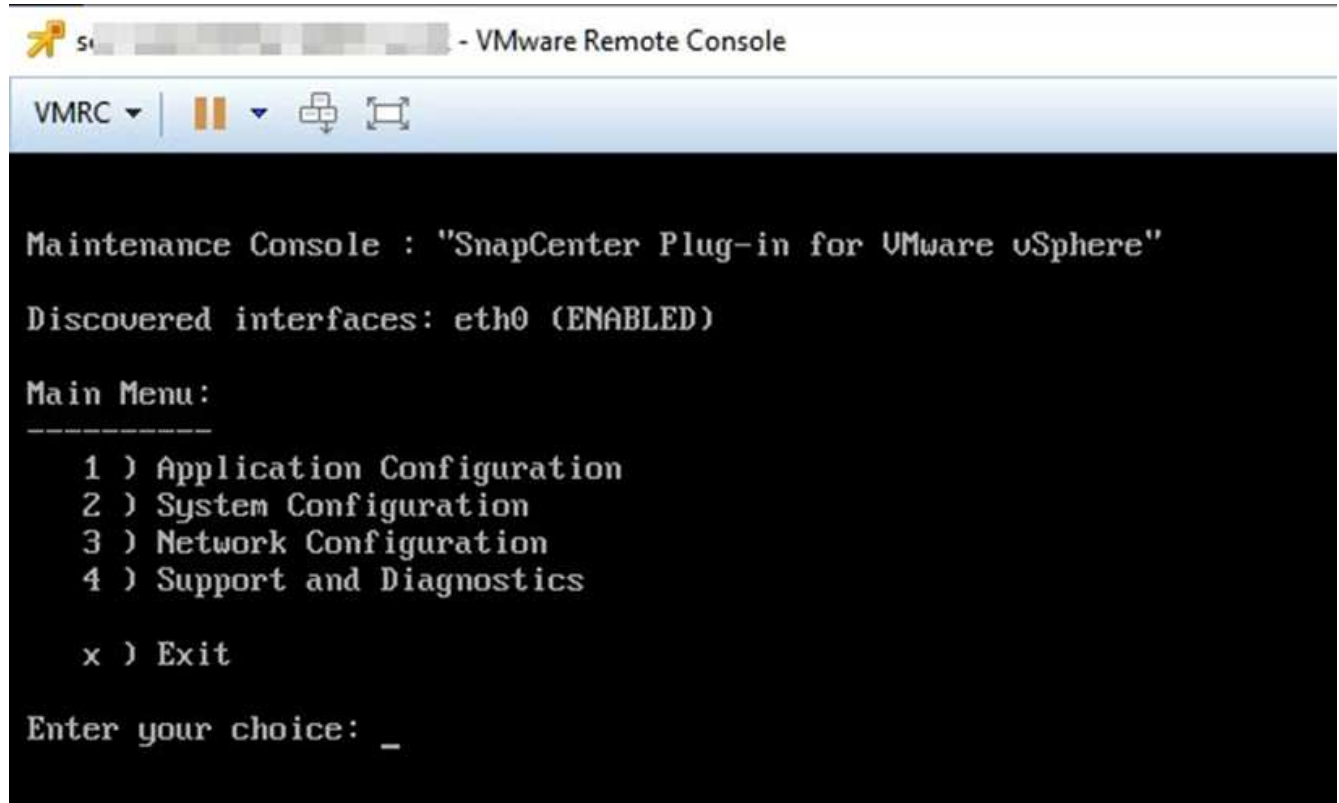 - VMware Remote Console
VMRC
Maintenance Console : "SnapCenter Plug-in for VMware vSphere"
Discovered interfaces: eth0 (ENABLED)
Main Menu:
----------
1 ) Application Configuration
2 ) System Configuration
3 ) Network Configuration
4 ) Support and Diagnostics
x ) Exit
Enter your choice: _